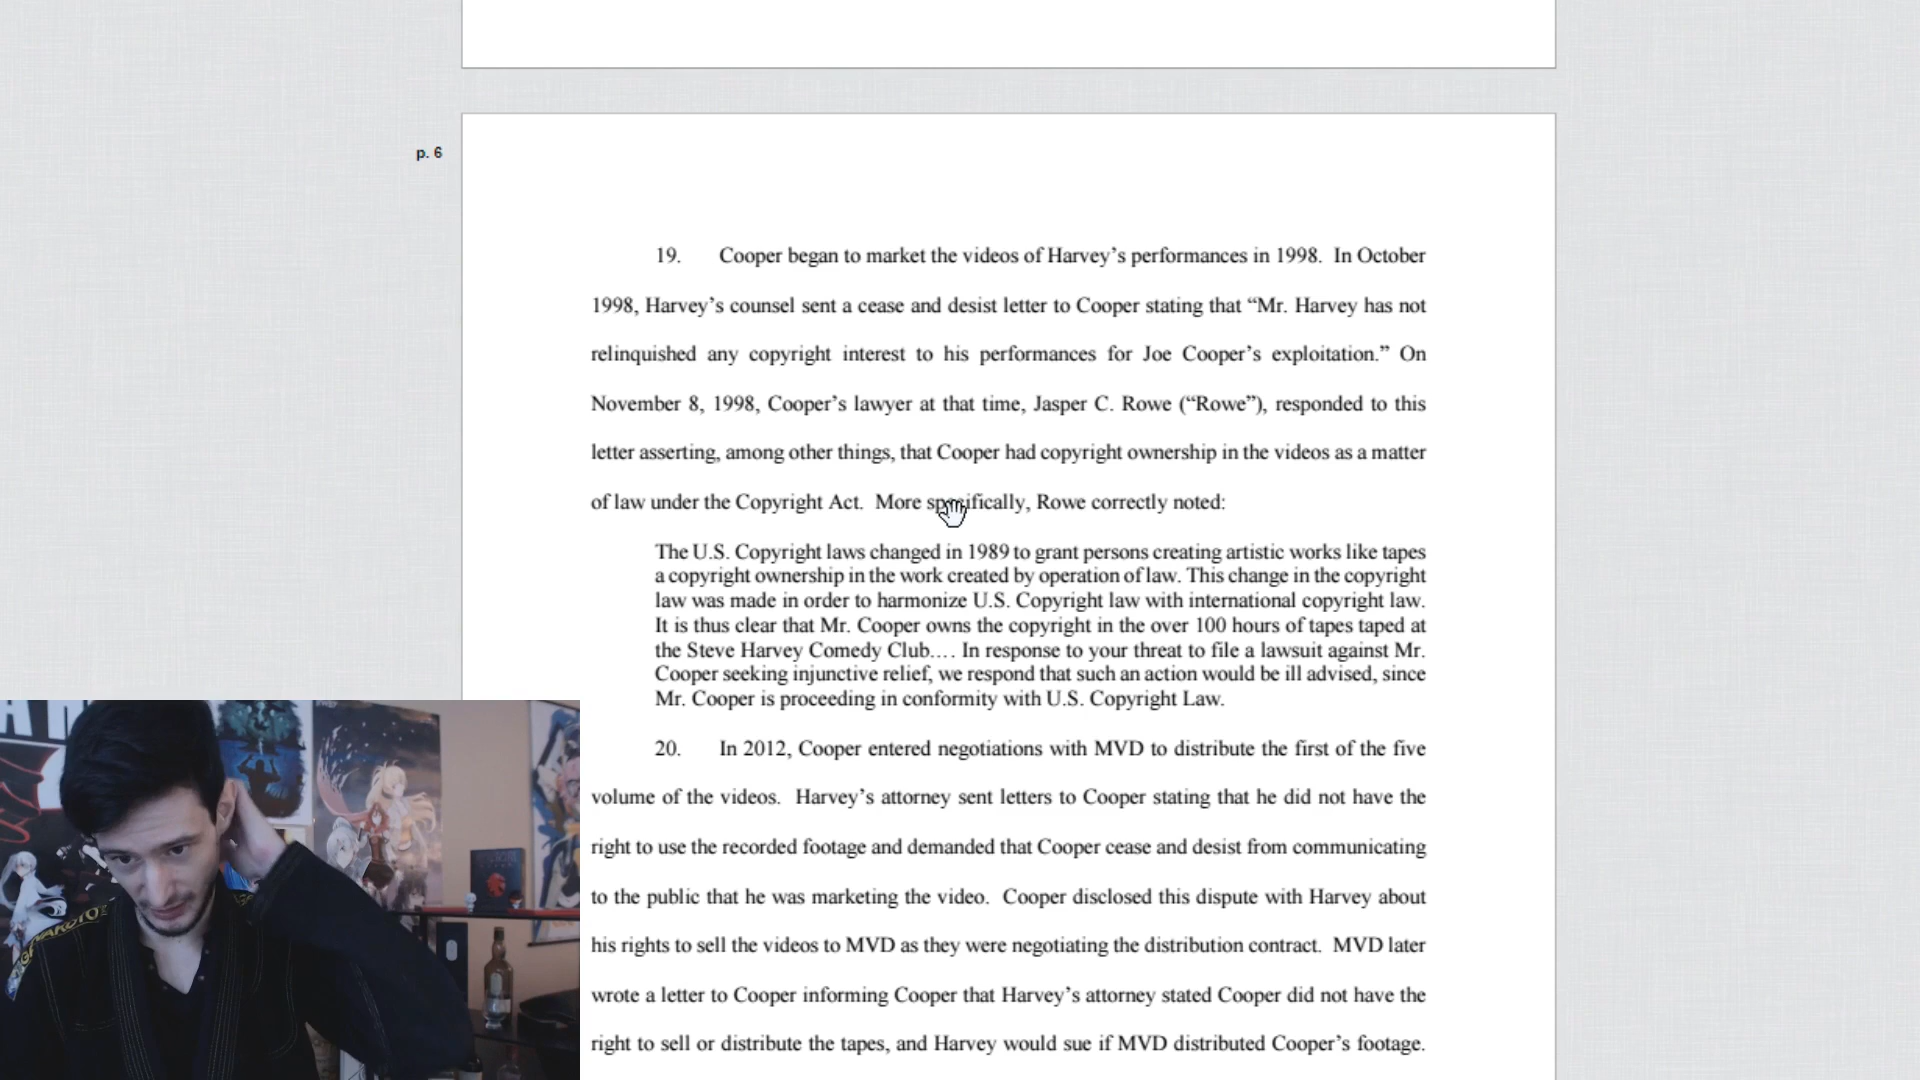 p. 6
19. Cooper began to market the videos of Harvey’s performances in 1998. In October
1998, Harvey’s counsel sent a cease and desist letter to Cooper stating that “Mr. Harvey has not
relinquished any copyright interest to his performances for Joe Cooper’s exploitation.” On
November 8, 1998, Cooper’s lawyer at that time, Jasper C. Rowe (“Rowe”), responded to this
letter asserting, among other things, that Cooper had copyright ownership in the videos as a matter
of law under the Copyright Act. More specifically, Rowe correctly noted:
The U.S. Copyright laws changed in 1989 to grant persons creating artistic works like tapes
a copyright ownership in the work created by operation of law. This change in the copyright
law was made in order to harmonize U.S. Copyright law with international copyright law.
It is thus clear that Mr. Cooper owns the copyright in the over 100 hours of tapes taped at
the Steve Harvey Comedy Club…. In response to your threat to file a lawsuit against Mr.
Cooper seeking injunctive relief, we respond that such an action would be ill advised, since
Mr. Cooper is proceeding in conformity with U.S. Copyright Law.
20. In 2012, Cooper entered negotiations with MVD to distribute the first of the five
volume of the videos. Harvey’s attorney sent letters to Cooper stating that he did not have the
right to use the recorded footage and demanded that Cooper cease and desist from communicating
to the public that he was marketing the video. Cooper disclosed this dispute with Harvey about
his rights to sell the videos to MVD as they were negotiating the distribution contract. MVD later
wrote a letter to Cooper informing Cooper that Harvey’s attorney stated Cooper did not have the
right to sell or distribute the tapes, and Harvey would sue if MVD distributed Cooper’s footage.